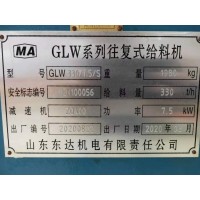 MA GLW系列往复式给料机
型号 GLW 重量
安全标志编号 给料量 330 t/h
减速机 功率 7.5 kW
出厂编号 出厂日期
山东东达机电有限责任公司